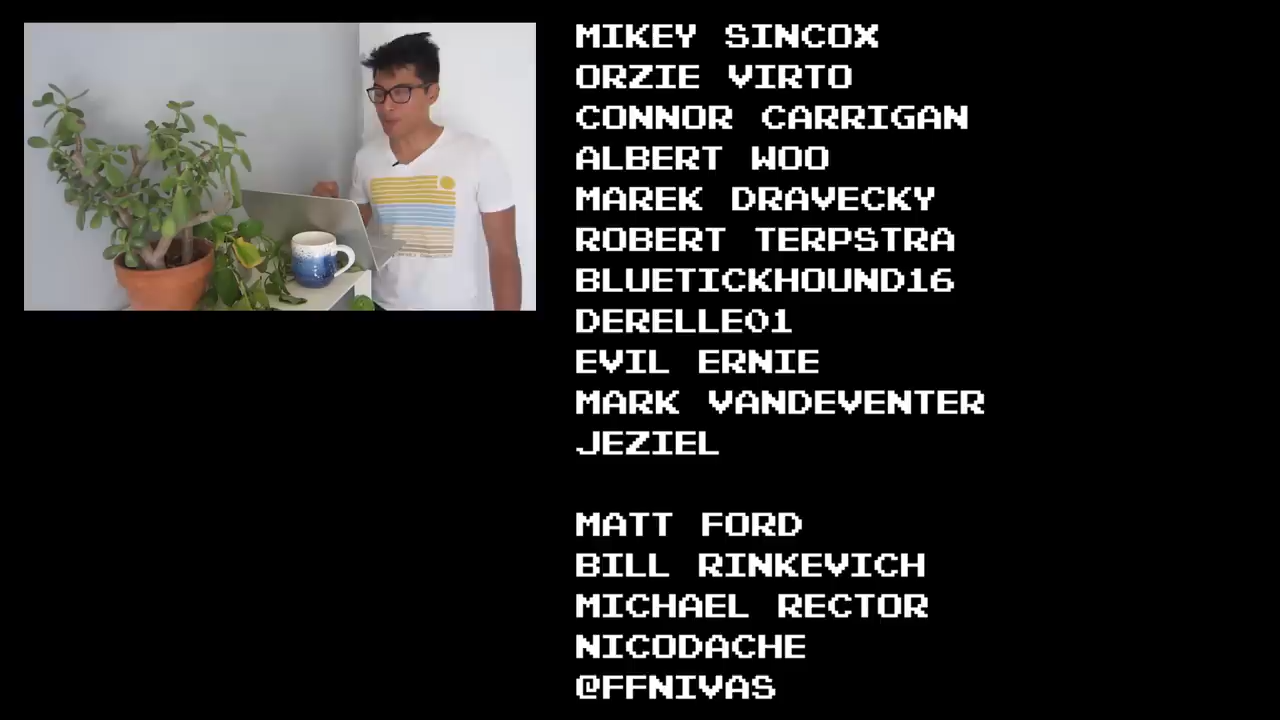 MIKEY SINCOX
ORZIE VIRTO
CONNOR CARRIGAN
ALBERT WOO
MAREK DRAVECKY
ROBERT TERPSTRA
BLUETICKHOUND16
DERELLE01
EVIL ERNIE
MARK VANDEVENTER
JEZIEL
MATT FORD
BILL RINKEVICH
MICHAEL RECTOR
NICODACHE
@FFNIVAS